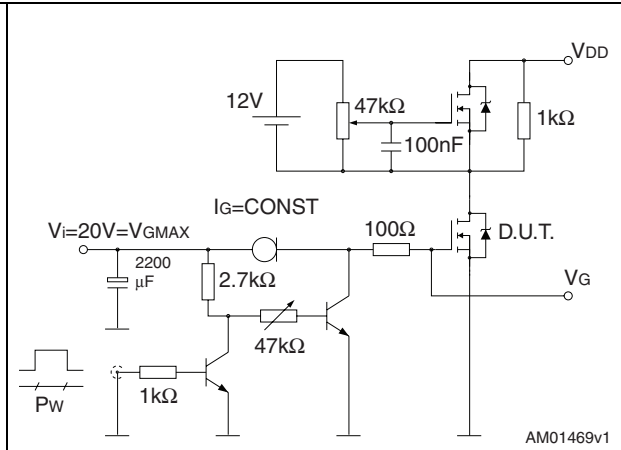 VDD
12V
47kΩ
1kΩ
100nF
IG=CONST
Vi=20V=VGMAX
100Ω
D.U.T.
2200
μF
2.7kΩ
VG
47kΩ
1kΩ
PW
AM01469v1